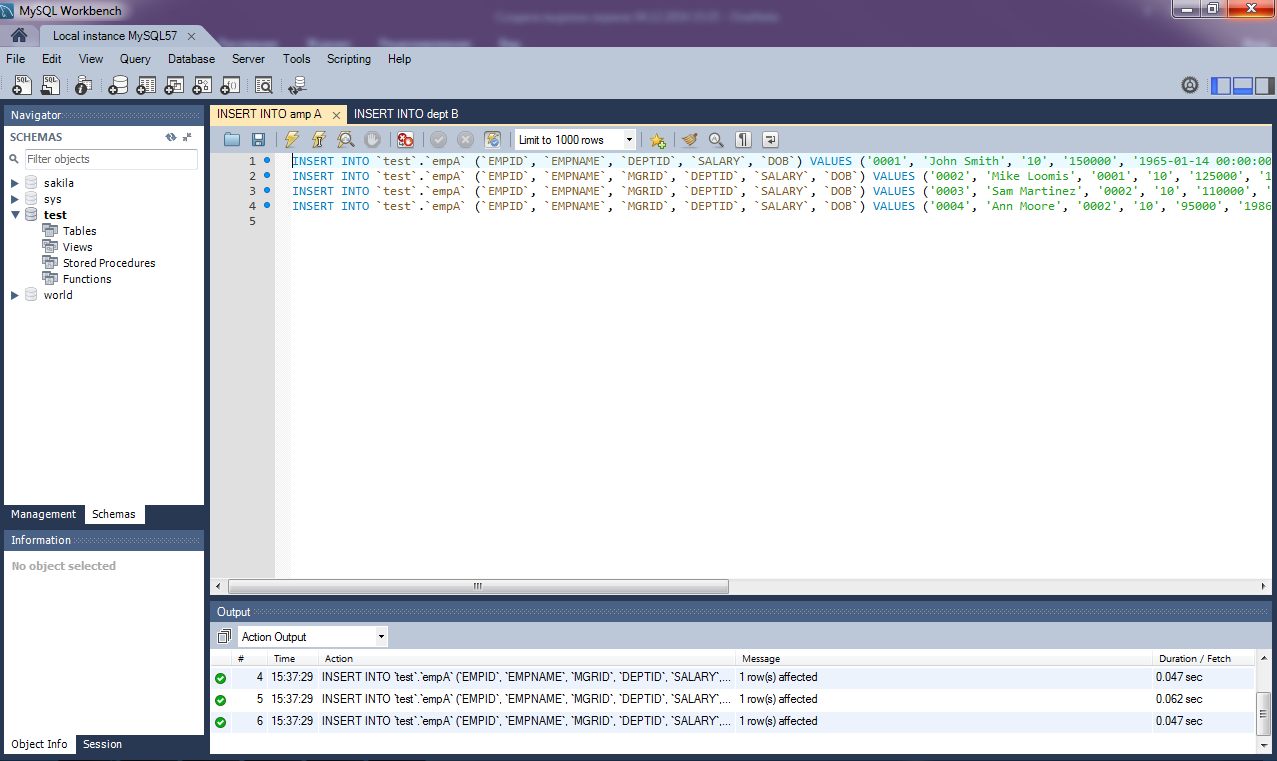 MySQL Workbench
Local instance MySQL57
File Edit View Query Database Server Tools Scripting Help
Navigator
SCHEMAS
Filter objects
sakila
sys
test
Tables
Views
Stored Procedures
Functions
world
Management Schemas
Information
No object selected
Object Info Session
INSERT INTO amp A INSERT INTO dept B
Limit to 1000 rows
1 INSERT INTO `test`.`empA` (`EMPID`, `EMPNAME`, `DEPTID`, `SALARY`, `DOB`) VALUES ('0001', 'John Smith', '10', '150000', '1965-01-14 00:00:00
2 INSERT INTO `test`.`empA` (`EMPID`, `EMPNAME`, `MGRID`, `DEPTID`, `SALARY`, `DOB`) VALUES ('0002', 'Mike Loomis', '0001', '10', '125000', '1
3 INSERT INTO `test`.`empA` (`EMPID`, `EMPNAME`, `MGRID`, `DEPTID`, `SALARY`, `DOB`) VALUES ('0003', 'Sam Martinez', '0002', '10', '110000', '
4 INSERT INTO `test`.`empA` (`EMPID`, `EMPNAME`, `MGRID`, `DEPTID`, `SALARY`, `DOB`) VALUES ('0004', 'Ann Moore', '0002', '10', '95000', '1986
5
Output
Action Output
# Time Action Message Duration / Fetch
4 15:37:29 INSERT INTO `test`.`empA` (`EMPID`, `EMPNAME`, `MGRID`, `DEPTID`, `SALARY`,... 1 row(s) affected 0.047 sec
5 15:37:29 INSERT INTO `test`.`empA` (`EMPID`, `EMPNAME`, `MGRID`, `DEPTID`, `SALARY`,... 1 row(s) affected 0.062 sec
6 15:37:29 INSERT INTO `test`.`empA` (`EMPID`, `EMPNAME`, `MGRID`, `DEPTID`, `SALARY`,... 1 row(s) affected 0.047 sec